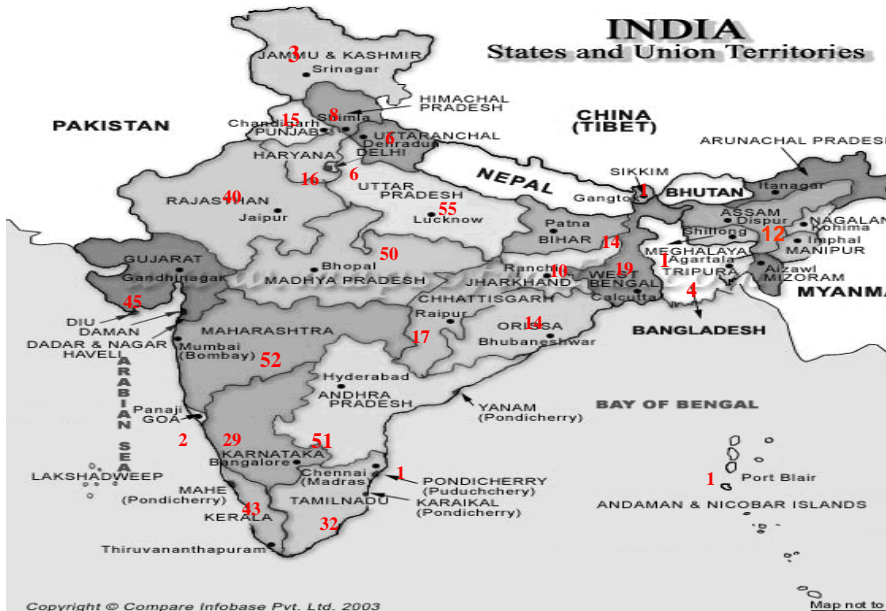 INDIA
States and Union Territories
3
JAMMU & KASHMIR
Srinagar
PAKISTAN
15
8
Shimla
Chandigarh
PUNJAB
HIMACHAL
PRADESH
CHINA
(TIBET)
UTTARANCHAL
6
Dehradun
DELHI
HARYANA
16
6
ARUNACHAL PRADESH
SIKKIM
1
Gangtok
NEPAL
BHUTAN
Itanagar
40
RAJASTHAN
Jaipur
UTTAR
PRADESH
55
Lucknow
Patna
BIHAR
14
ASSAM
Dispur
12
Shillong
NAGALAN
Kohima
Imphal
MANIPUR
1
MEGHALAYA
Agartala
TRIPURA
4
Aizawl
MIZORAM
MYANMA
50
Bhopal
MADHYA PRADESH
GUJARAT
Gandhinagar
45
Ranchi
10
JHARKHAND
19
WEST
BENGAL
Calcutta
CHHATTISGARH
Raipur
17
14
ORISSA
Bhubaneshwar
BANGLADESH
DIU
DAMAN
DADAR & NAGAR
HAVELI
MAHARASHTRA
Mumbai
(Bombay)
52
ARABIAN SEA
Hyderabad
ANDHRA
PRADESH
51
YANAM
(Pondicherry)
BAY OF BENGAL
Panaji
GOA
2
29
KARNATAKA
Bangalore
Chennai
(Madras)
1
PONDICHERRY
(Puduchchery)
KARAIKAL
(Pondicherry)
LAKSHADWEEP
MAHE
(Pondicherry)
43
KERALA
TAMILNADU
32
Thiruvananthapuram
1
Port Blair
ANDAMAN & NICOBAR ISLANDS
Copyright © Compare Infobase Pvt. Ltd. 2003
Map not to